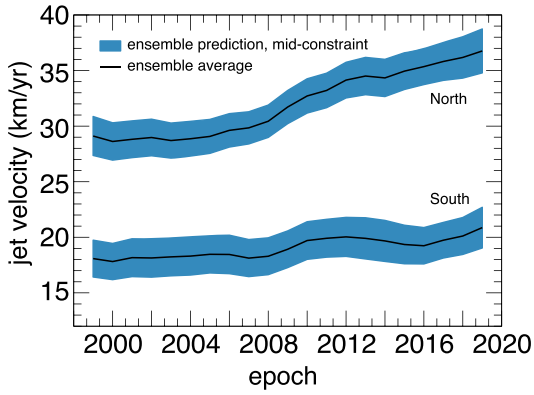 40
ensemble prediction, mid-constraint
ensemble average
35
North
30
jet velocity (km/yr)
25
South
20
15
2000 2004 2008 2012 2016 2020
epoch